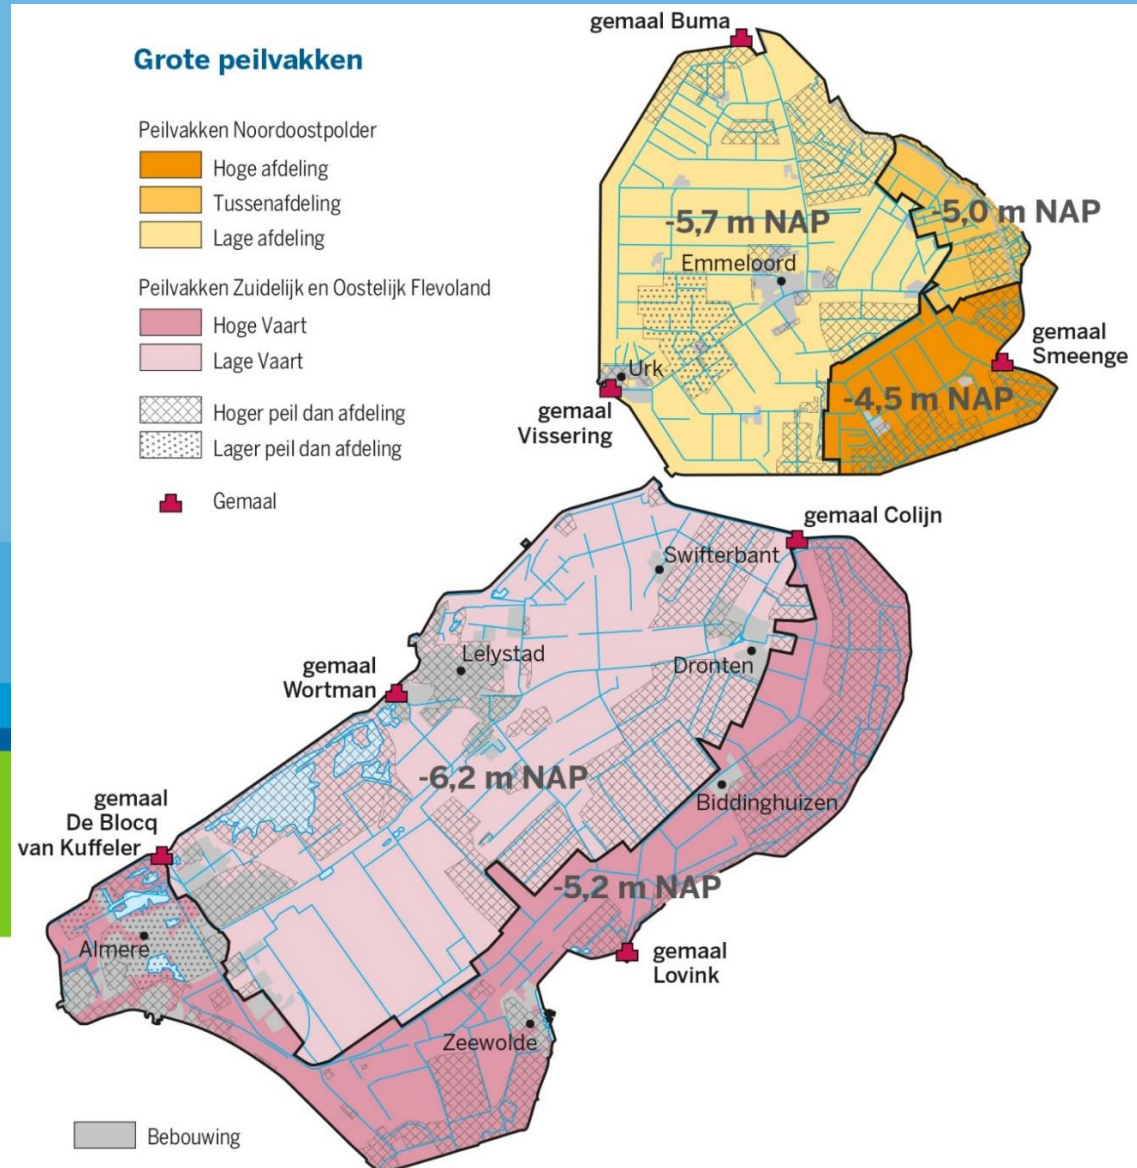 Grote peilvakken
Peilvakken Noordoostpolder
Hoge afdeling
Tussenafdeling
Lage afdeling
Peilvakken Zuidelijk en Oostelijk Flevoland
Hoge Vaart
Lage Vaart
Hoger peil dan afdeling
Lager peil dan afdeling
Gemaal
gemaal Buma
-5,7 m NAP
-5,0 m NAP
Emmeloord
gemaal
Smeenge
Urk
-4,5 m NAP
gemaal
Vissering
gemaal Colijn
Swifterbant
Lelystad
Dronten
gemaal
Wortman
-6,2 m NAP
Biddinghuizen
gemaal
De Blocq
van Kuffeler
-5,2 m NAP
Almere
gemaal
Lovink
Zeewolde
Bebouwing